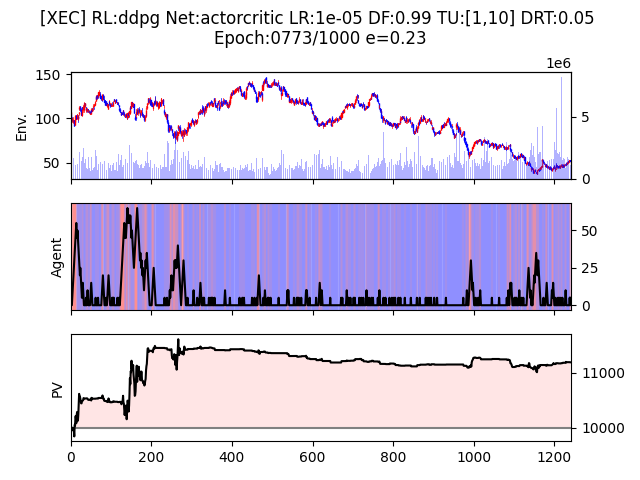 [XEC] RL:ddpg Net:actorcritic LR:1e-05 DF:0.99 TU:[1,10] DRT:0.05
Epoch:0773/1000 e=0.23
1e6
150
100
50
Env.
5
0
Agent
50
25
0
PV
11000
10000
0 200 400 600 800 1000 1200